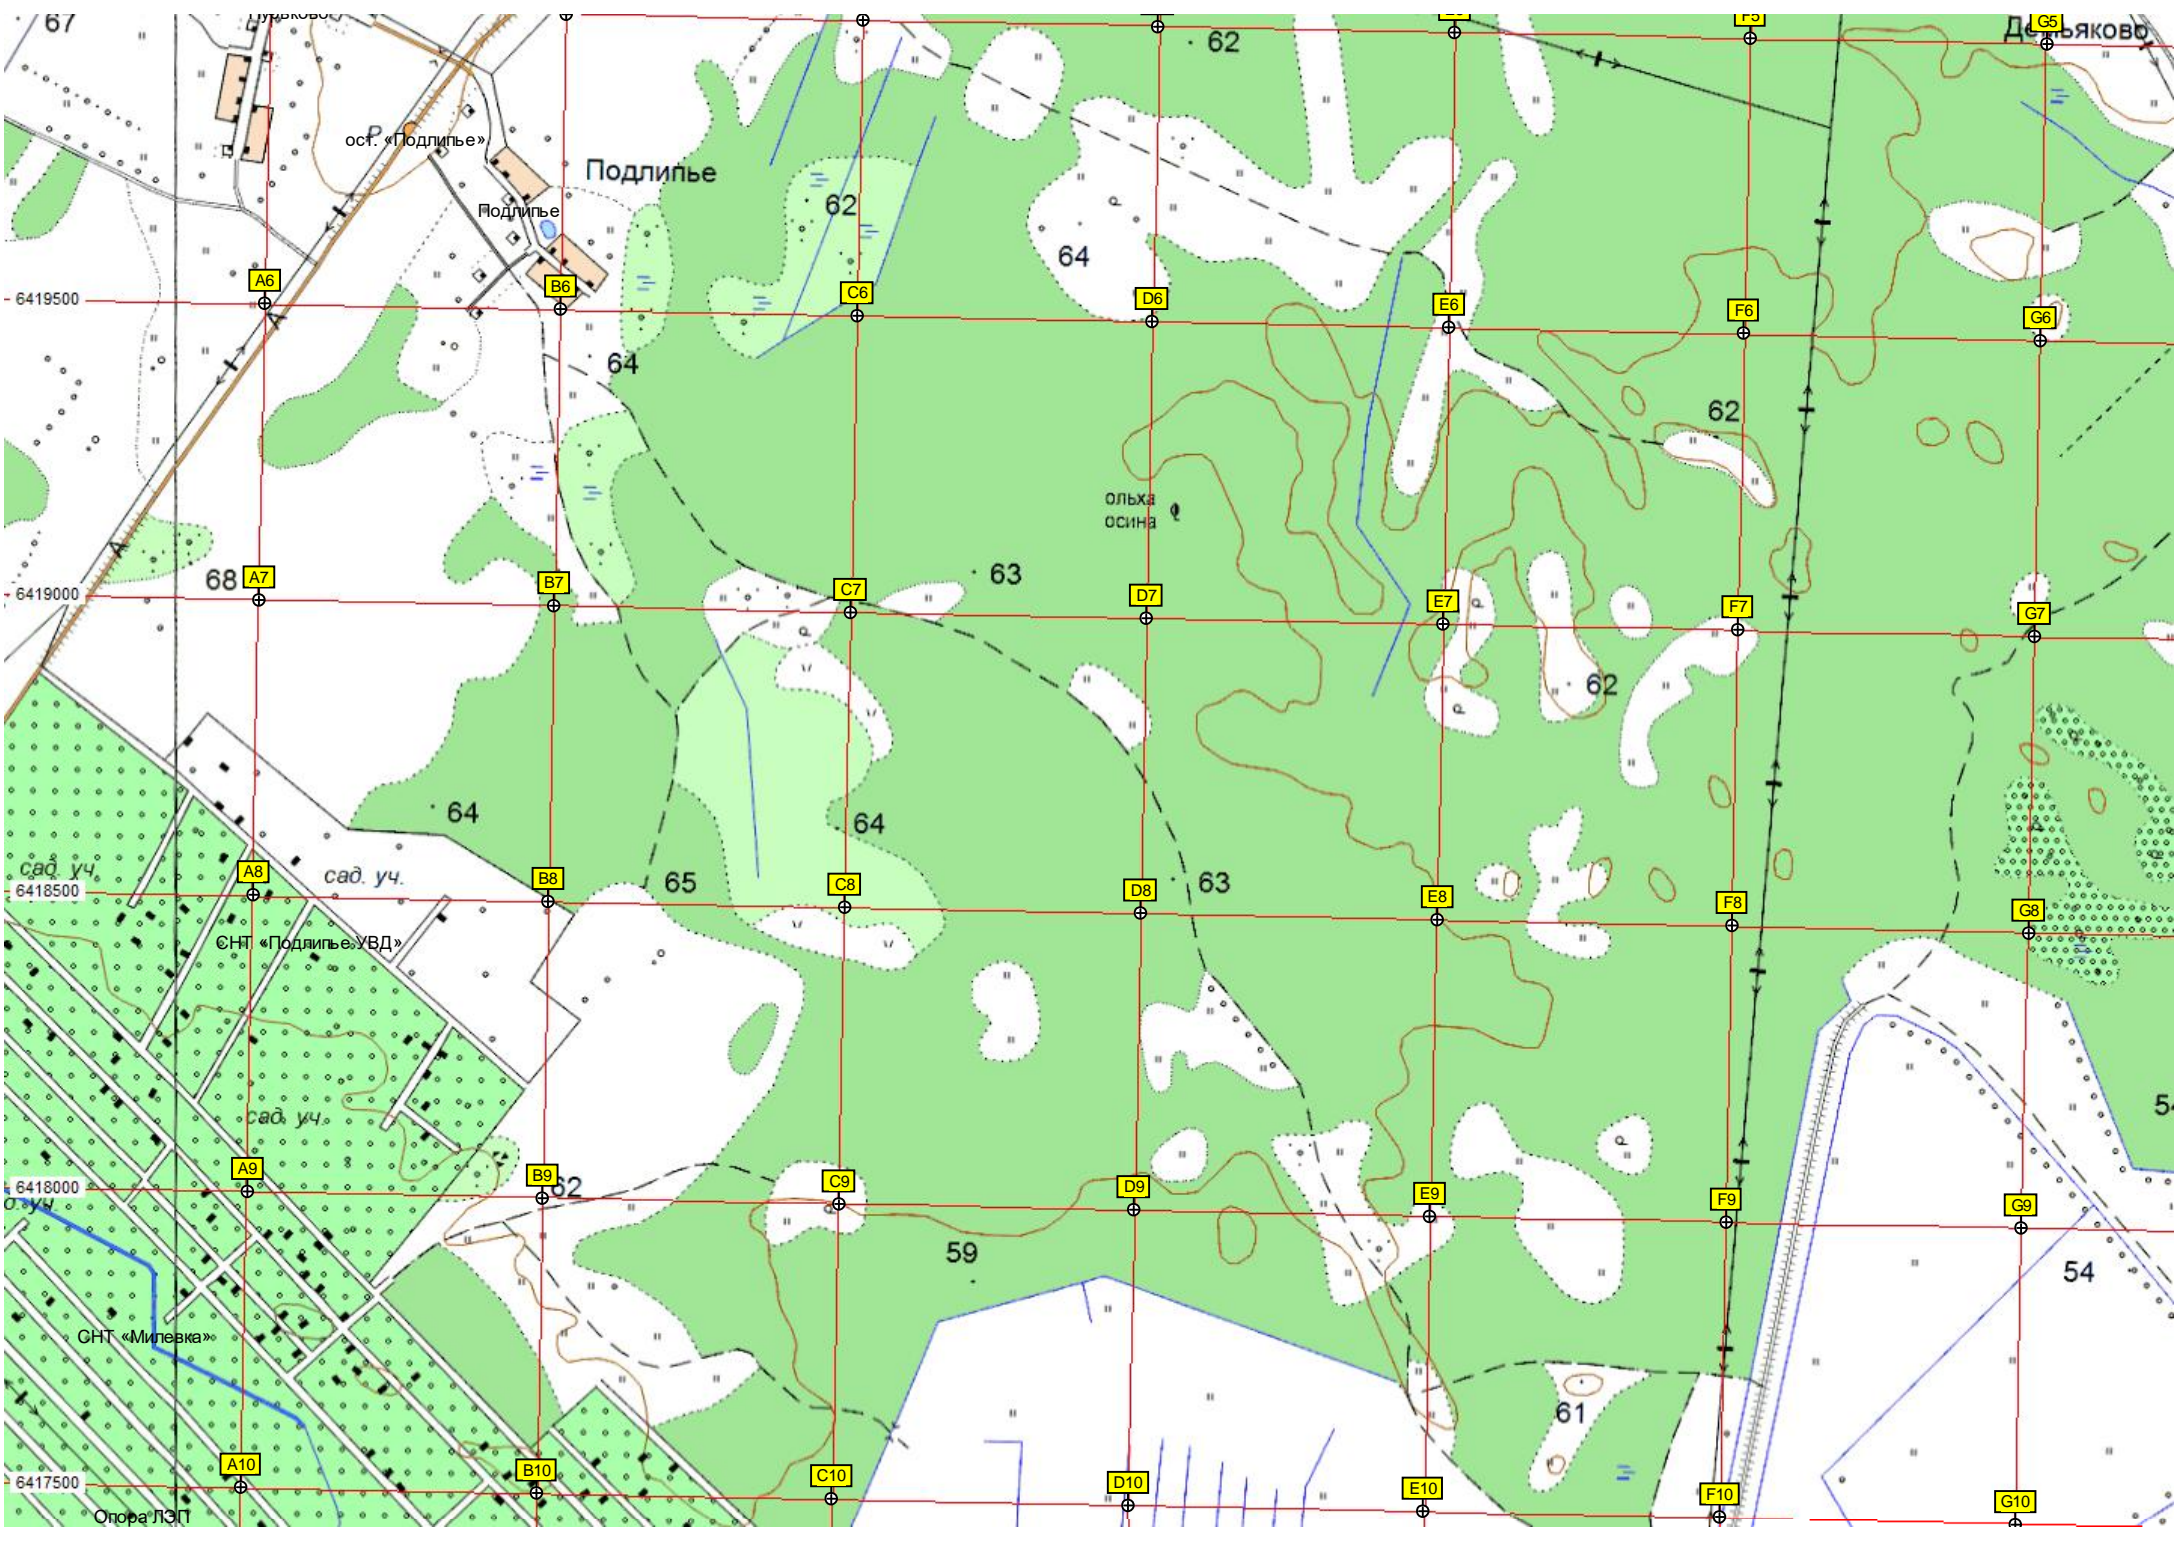 67
62
F5
G5
ост. «Подлипье»
Подлипье
62
Подлипье
64
A6
B6
C6
D6
E6
F6
G6
6419500
64
62
ольха
осина
63
68
A7
B7
C7
D7
E7
F7
G7
6419000
62
64
64
сад. уч.
сад. уч.
65
63
A8
B8
C8
D8
E8
F8
G8
6418500
СНТ «Подлипье УВД»
сад. уч.
A9
B9
62
C9
D9
E9
F9
G9
6418000
59
54
СНТ «Милевка»
61
A10
B10
C10
D10
E10
F10
G10
6417500
Опора ЛЭП